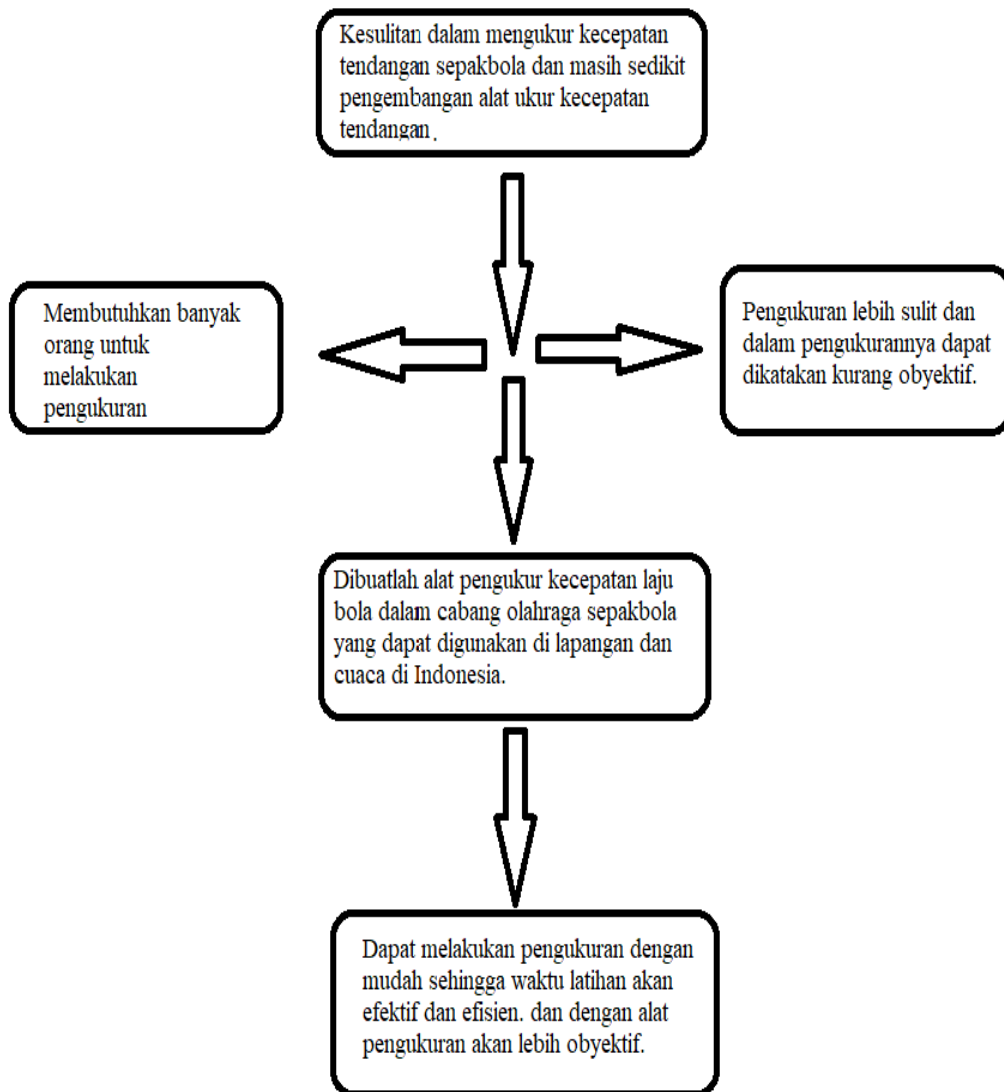 Kesulitan dalam mengukur kecepatan
tendangan sepakbola dan masih sedikit
pengembangan alat ukur kecepatan
tendangan.
Membutuhkan banyak
orang untuk
melakukan
pengukuran
Pengukuran lebih sulit dan
dalam pengukurannya dapat
dikatakan kurang obyektif.
Dibuatlah alat pengukur kecepatan laju
bola dalam cabang olahraga sepakbola
yang dapat digunakan di lapangan dan
cuaca di Indonesia.
Dapat melakukan pengukuran dengan
mudah sehingga waktu latihan akan
efektif dan efisien. dan dengan alat
pengukuran akan lebih obyektif.